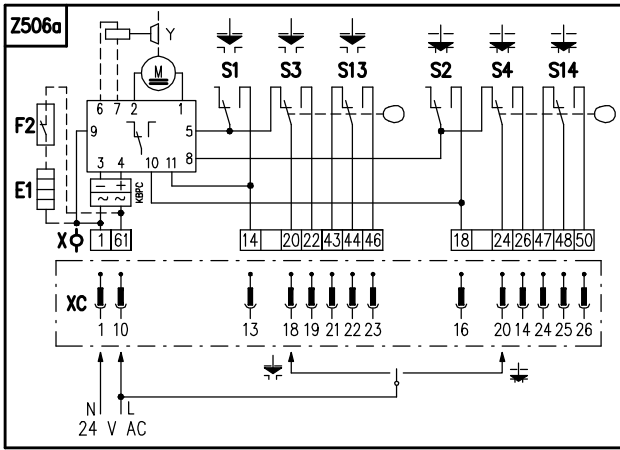 Z506a
Y
M
S1 S3 S13 S2 S4 S14
6 7 2 1
F2
9 5
8
3 4 10 11
E1
− +
~ ~
KBPC
X 1 61 14 20 22 43 44 46 18 24 26 47 48 50
XC
1 10 13 18 19 21 22 23 16 20 14 24 25 26
N L
24 V AC